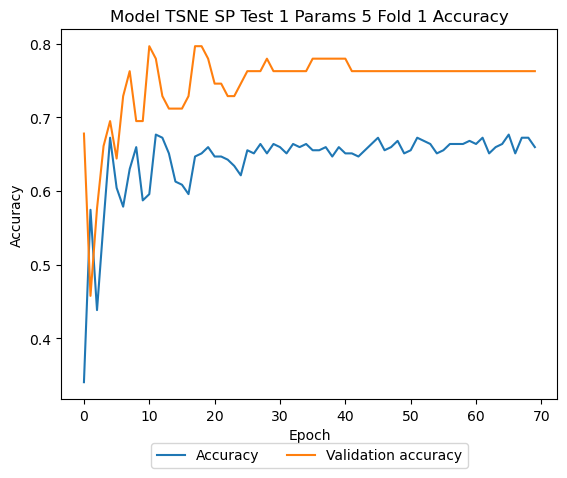 Model TSNE SP Test 1 Params 5 Fold 1 Accuracy
0.8
0.7
0.6
0.5
0.4
Accuracy
0 10 20 30 40 50 60 70
Epoch
Accuracy Validation accuracy